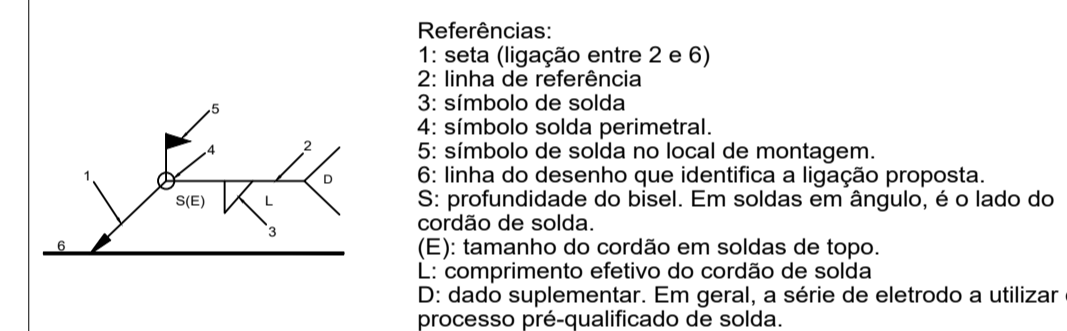 5
4
2
1
D
S(E)
L
3
6
Referências:
1: seta (ligação entre 2 e 6)
2: linha de referência
3: símbolo de solda
4: símbolo solda perimetral.
5: símbolo de solda no local de montagem.
6: linha do desenho que identifica a ligação proposta.
S: profundidade do bisel. Em soldas em ângulo, é o lado do
cordão de solda.
(E): tamanho do cordão em soldas de topo.
L: comprimento efetivo do cordão de solda
D: dado suplementar. Em geral, a série de eletrodo a utilizar
processo pré-qualificado de solda.